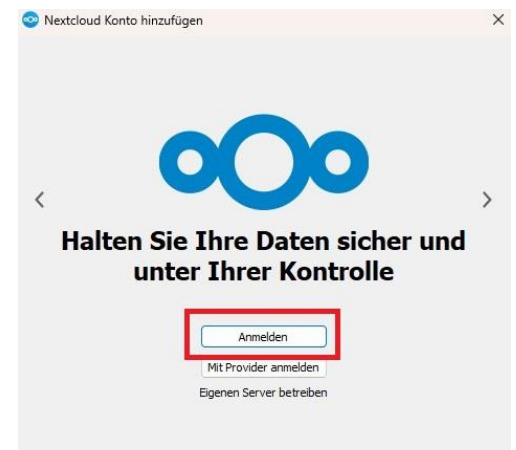 Nextcloud Konto hinzufügen
Halten Sie Ihre Daten sicher und
unter Ihrer Kontrolle
Anmelden
Mit Provider anmelden
Eigenen Server betreiben